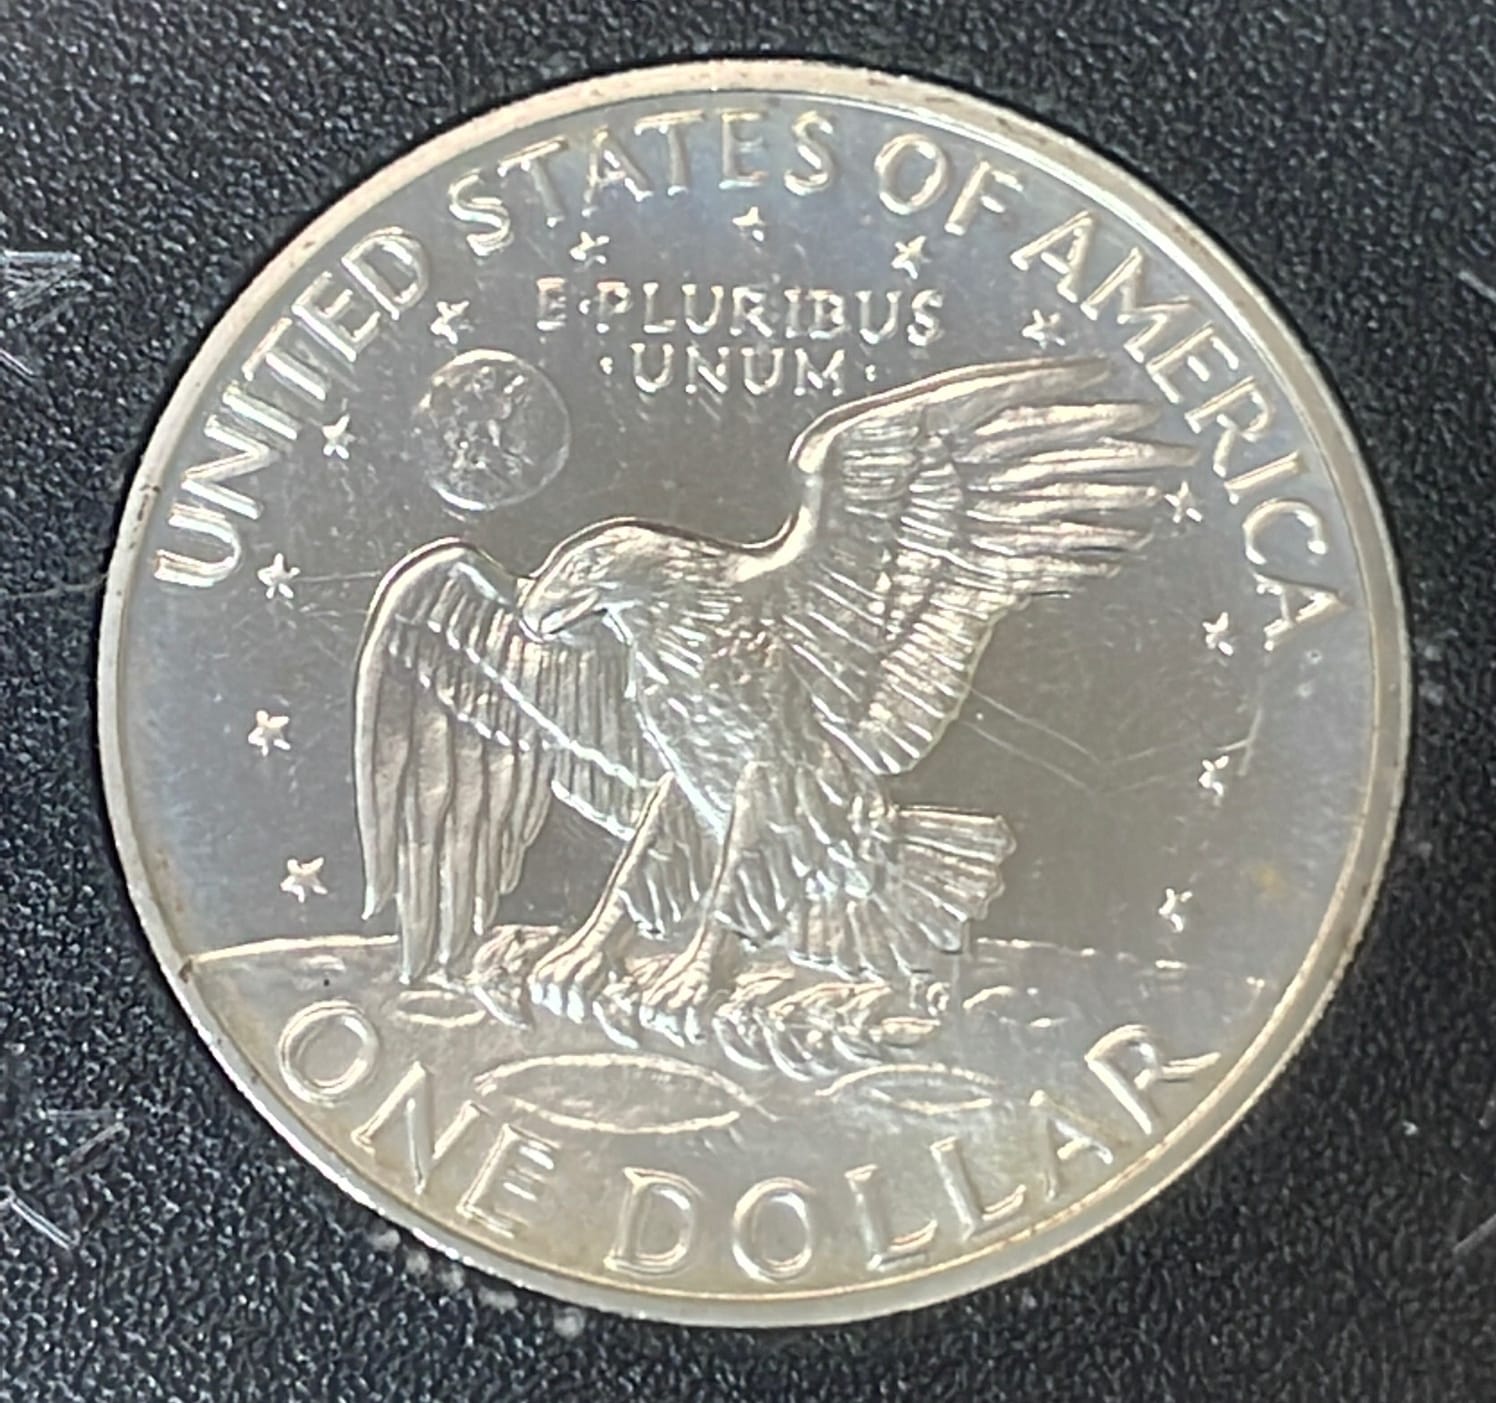 UNITED STATES OF AMERICA
E·PLURIBUS
·UNUM·
ONE DOLLAR